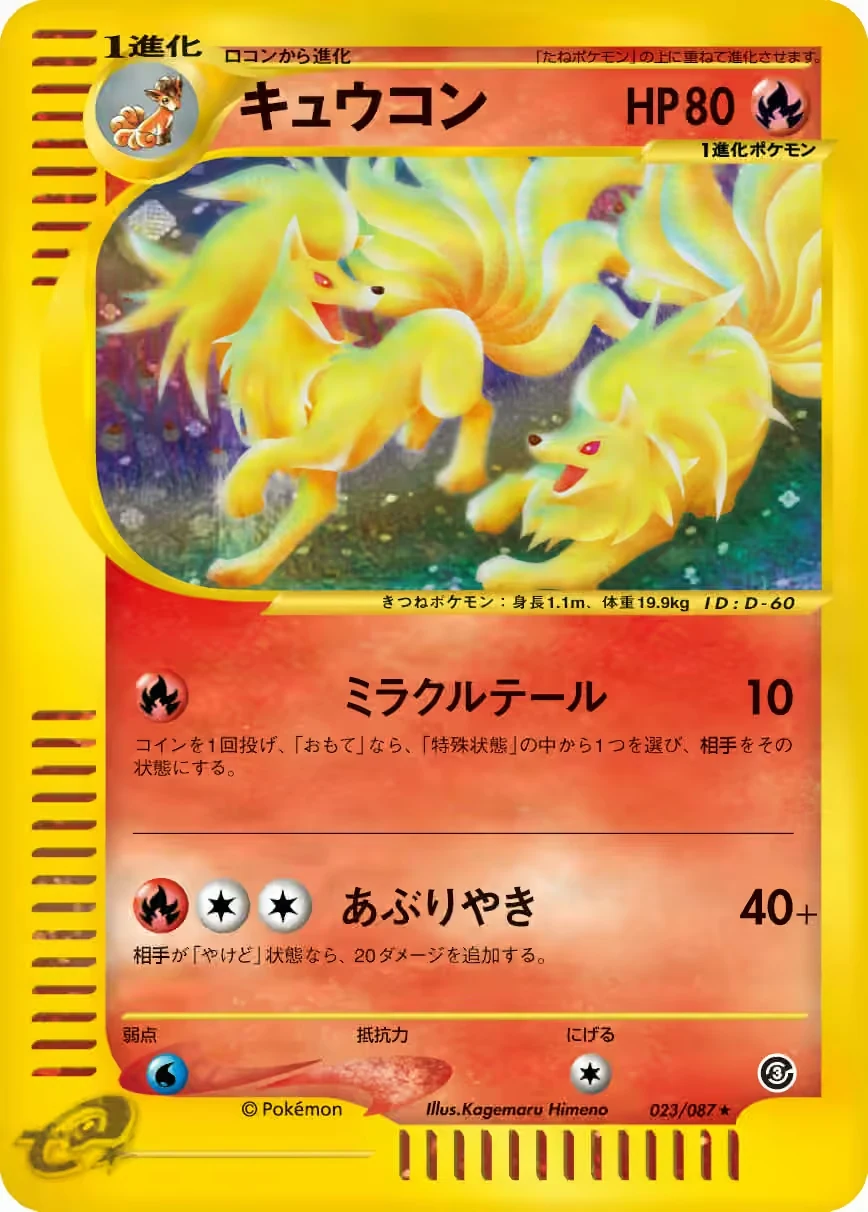 1進化
ロコンから進化
「たねポケモン」の上に重ねて進化させます。
キュウコン
HP80
1進化ポケモン
きつねポケモン：身長1.1m、体重19.9kg ID:D-60
ミラクルテール 10
コインを1回投げ、「おもて」なら、「特殊状態」の中から1つを選び、相手をその
状態にする。
あぶりやき 40+
相手が「やけど」状態なら、20ダメージを追加する。
弱点 抵抗力 にげる
3
© Pokémon Illus.Kagemaru Himeno 023/087★
e